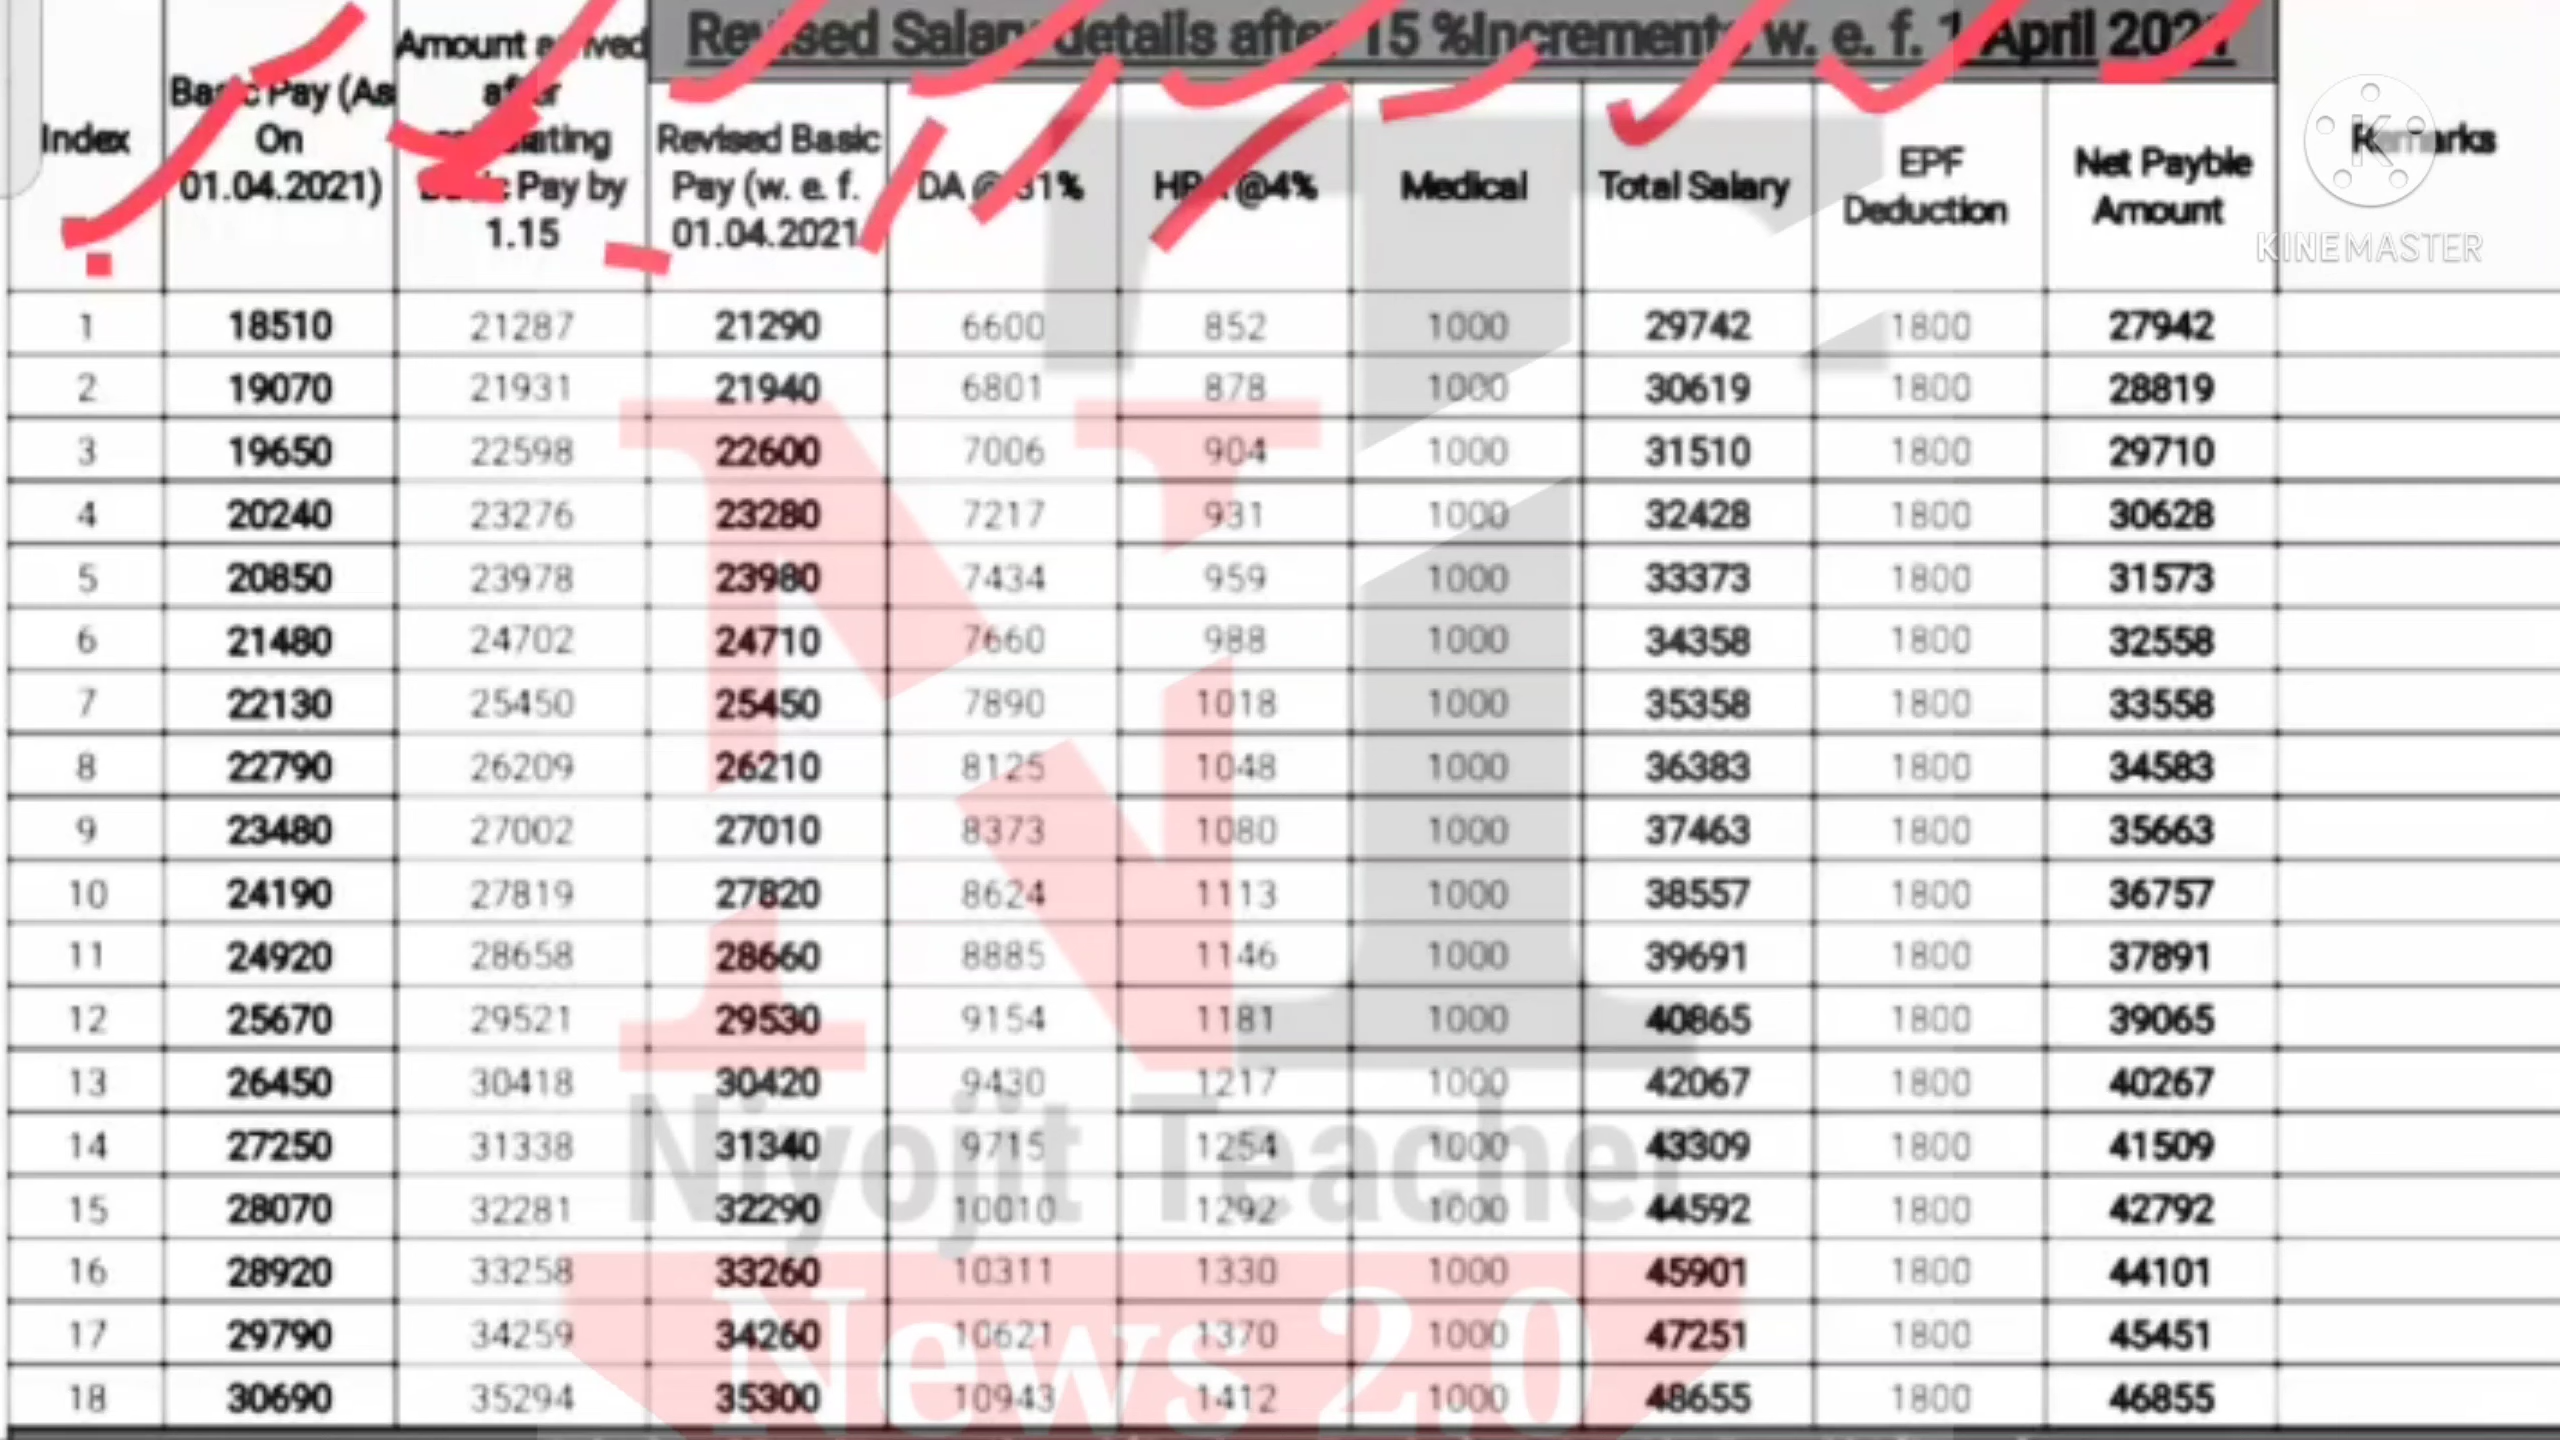 Revised Salary details after 15 %Increments w. e. f. 1 April 2021
Index
Basic Pay (As
On
01.04.2021)
Amount arrived
after
Basic Pay by
1.15
Revised Basic
Pay (w. e. f.
01.04.2021
DA @ 31%
HRA @4%
Medical
Total Salary
EPF
Deduction
Net Payble
Amount
Remarks
KINEMASTER
1 18510 21287 21290 6600 852 1000 29742 1800 27942
2 19070 21931 21940 6801 878 1000 30619 1800 28819
3 19650 22598 22600 7006 904 1000 31510 1800 29710
4 20240 23276 23280 7217 931 1000 32428 1800 30628
5 20850 23978 23980 7434 959 1000 33373 1800 31573
6 21480 24702 24710 7660 988 1000 34358 1800 32558
7 22130 25450 25450 7890 1018 1000 35358 1800 33558
8 22790 26209 26210 8125 1048 1000 36383 1800 34583
9 23480 27002 27010 8373 1080 1000 37463 1800 35663
10 24190 27819 27820 8624 1113 1000 38557 1800 36757
11 24920 28658 28660 8885 1146 1000 39691 1800 37891
12 25670 29521 29530 9154 1181 1000 40865 1800 39065
13 26450 30418 30420 9430 1217 1000 42067 1800 40267
14 27250 31338 31340 9715 1254 1000 43309 1800 41509
15 28070 32281 32290 10010 1292 1000 44592 1800 42792
16 28920 33258 33260 10311 1330 1000 45901 1800 44101
17 29790 34259 34260 10621 1370 1000 47251 1800 45451
18 30690 35294 35300 10943 1412 1000 48655 1800 46855
NT
Niyojit Teacher
News 2.0